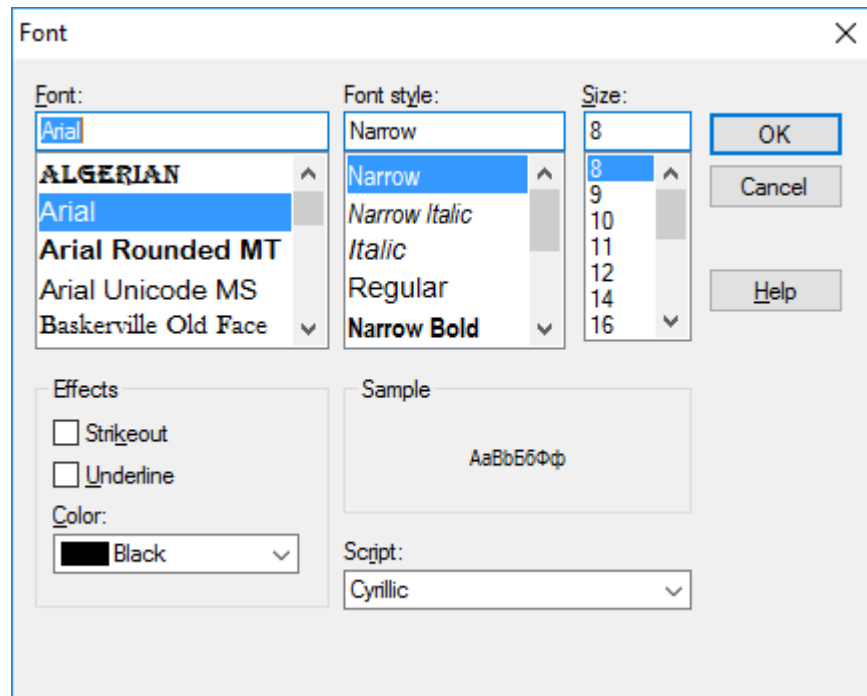 Font
Font:
Arial
ALGERIAN
Arial
Arial Rounded MT
Arial Unicode MS
Baskerville Old Face
Font style:
Narrow
Narrow
Narrow Italic
Italic
Regular
Narrow Bold
Size:
8
8
9
10
11
12
14
16
OK
Cancel
Help
Effects
Strikeout
Underline
Color:
Black
Sample
AaBbБбФф
Script:
Cyrillic